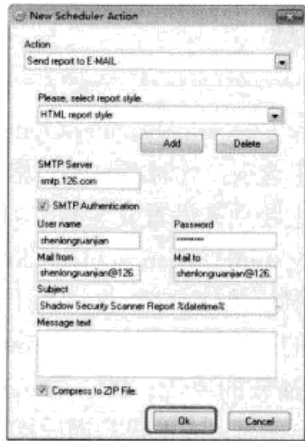 New Scheduler Action
Action
Send report to E-MAIL
Please, select report style.
HTML report style
Add Delete
SMTP Server
smtp.126.com
SMTP Authentication
User name Password
shenlongruanjian ********
Mail from Mail to
shenlongruanjian@126. shenlongruanjian@126.
Subject
Shadow Security Scanner Report %datetime%
Message text
Compress to ZIP File.
Ok Cancel